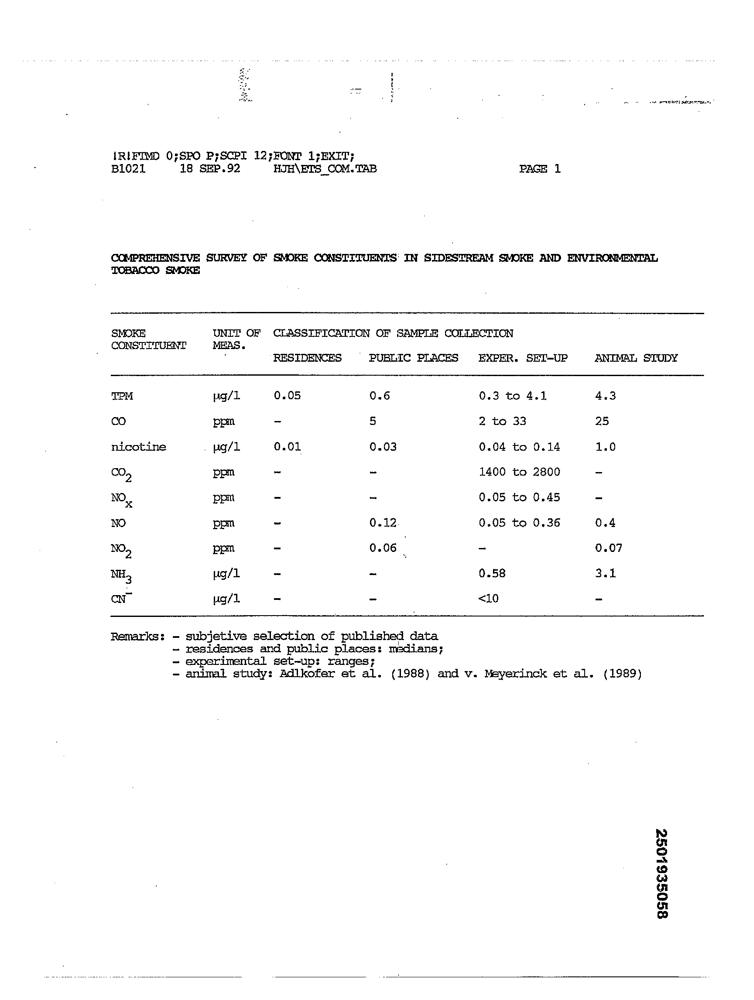 !R!FTMD 0;SPO P;SCPI 12;FONT 1;EXIT;
B1021 18 SEP.92 HJH\ETS_COM.TAB PAGE 1
COMPREHENSIVE SURVEY OF SMOKE CONSTITUENTS IN SIDESTREAM SMOKE AND ENVIRONMENTAL
TOBACCO SMOKE
SMOKE UNIT OF CLASSIFICATION OF SAMPLE COLLECTION
CONSTITUENT MEAS.
RESIDENCES PUBLIC PLACES EXPER. SET-UP ANIMAL STUDY
TPM µg/l 0.05 0.6 0.3 to 4.1 4.3
CO ppm – 5 2 to 33 25
nicotine µg/l 0.01 0.03 0.04 to 0.14 1.0
CO2 ppm – – 1400 to 2800 –
NOx ppm – – 0.05 to 0.45 –
NO ppm – 0.12 0.05 to 0.36 0.4
NO2 ppm – 0.06 – 0.07
NH3 µg/l – – 0.58 3.1
CN⁻ µg/l – – <10 –
Remarks: – subjetive selection of published data
– residences and public places: medians;
– experimental set-up: ranges;
– animal study: Adlkofer et al. (1988) and v. Meyerinck et al. (1989)
2501935058